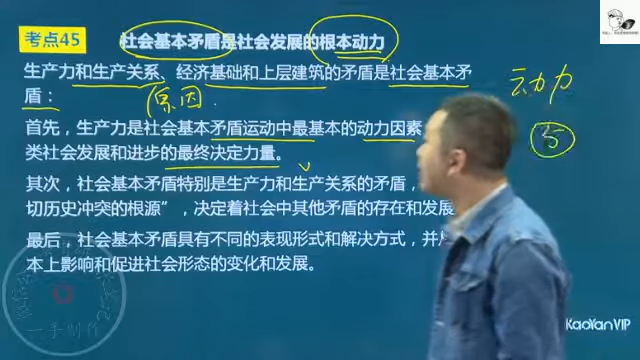 考点45 社会基本矛盾是社会发展的根本动力
生产力和生产关系、经济基础和上层建筑的矛盾是社会基本矛
盾：
原因.
动力
首先，生产力是社会基本矛盾运动中最基本的动力因素
类社会发展和进步的最终决定力量。
其次，社会基本矛盾特别是生产力和生产关系的矛盾，
切历史冲突的根源”，决定着社会中其他矛盾的存在和发展
最后，社会基本矛盾具有不同的表现形式和解决方式，并
本上影响和促进社会形态的变化和发展。
KaoYanVIP